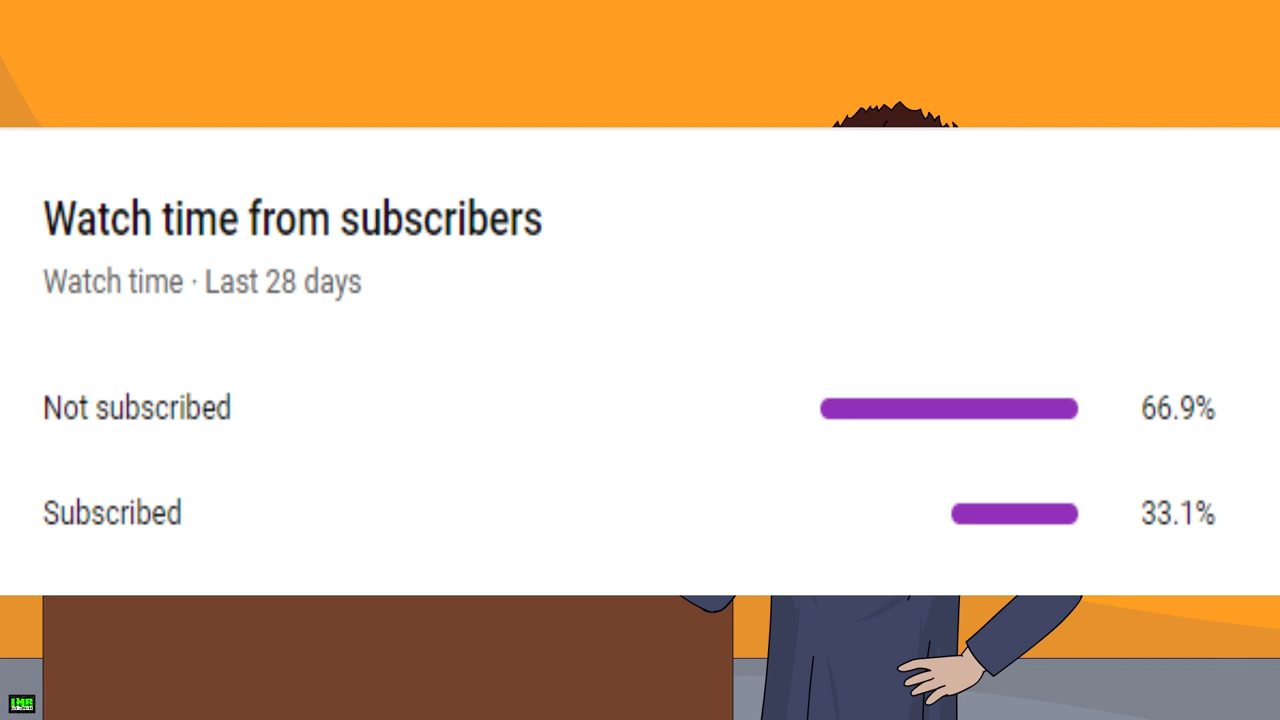 Watch time from subscribers
Watch time · Last 28 days
Not subscribed 66.9%
Subscribed 33.1%